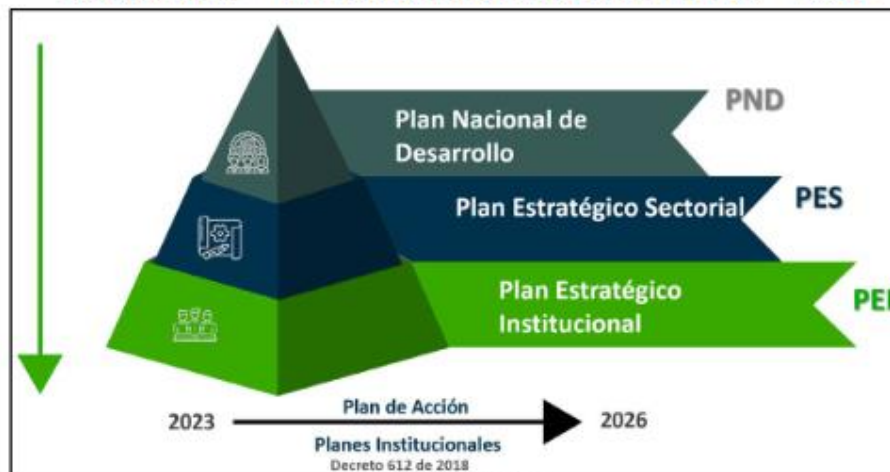 Plan Nacional de
Desarrollo
PND
Plan Estratégico Sectorial
PES
Plan Estratégico
Institucional
2023
Plan de Acción
2026
Planes Institucionales
Decreto 612 de 2018